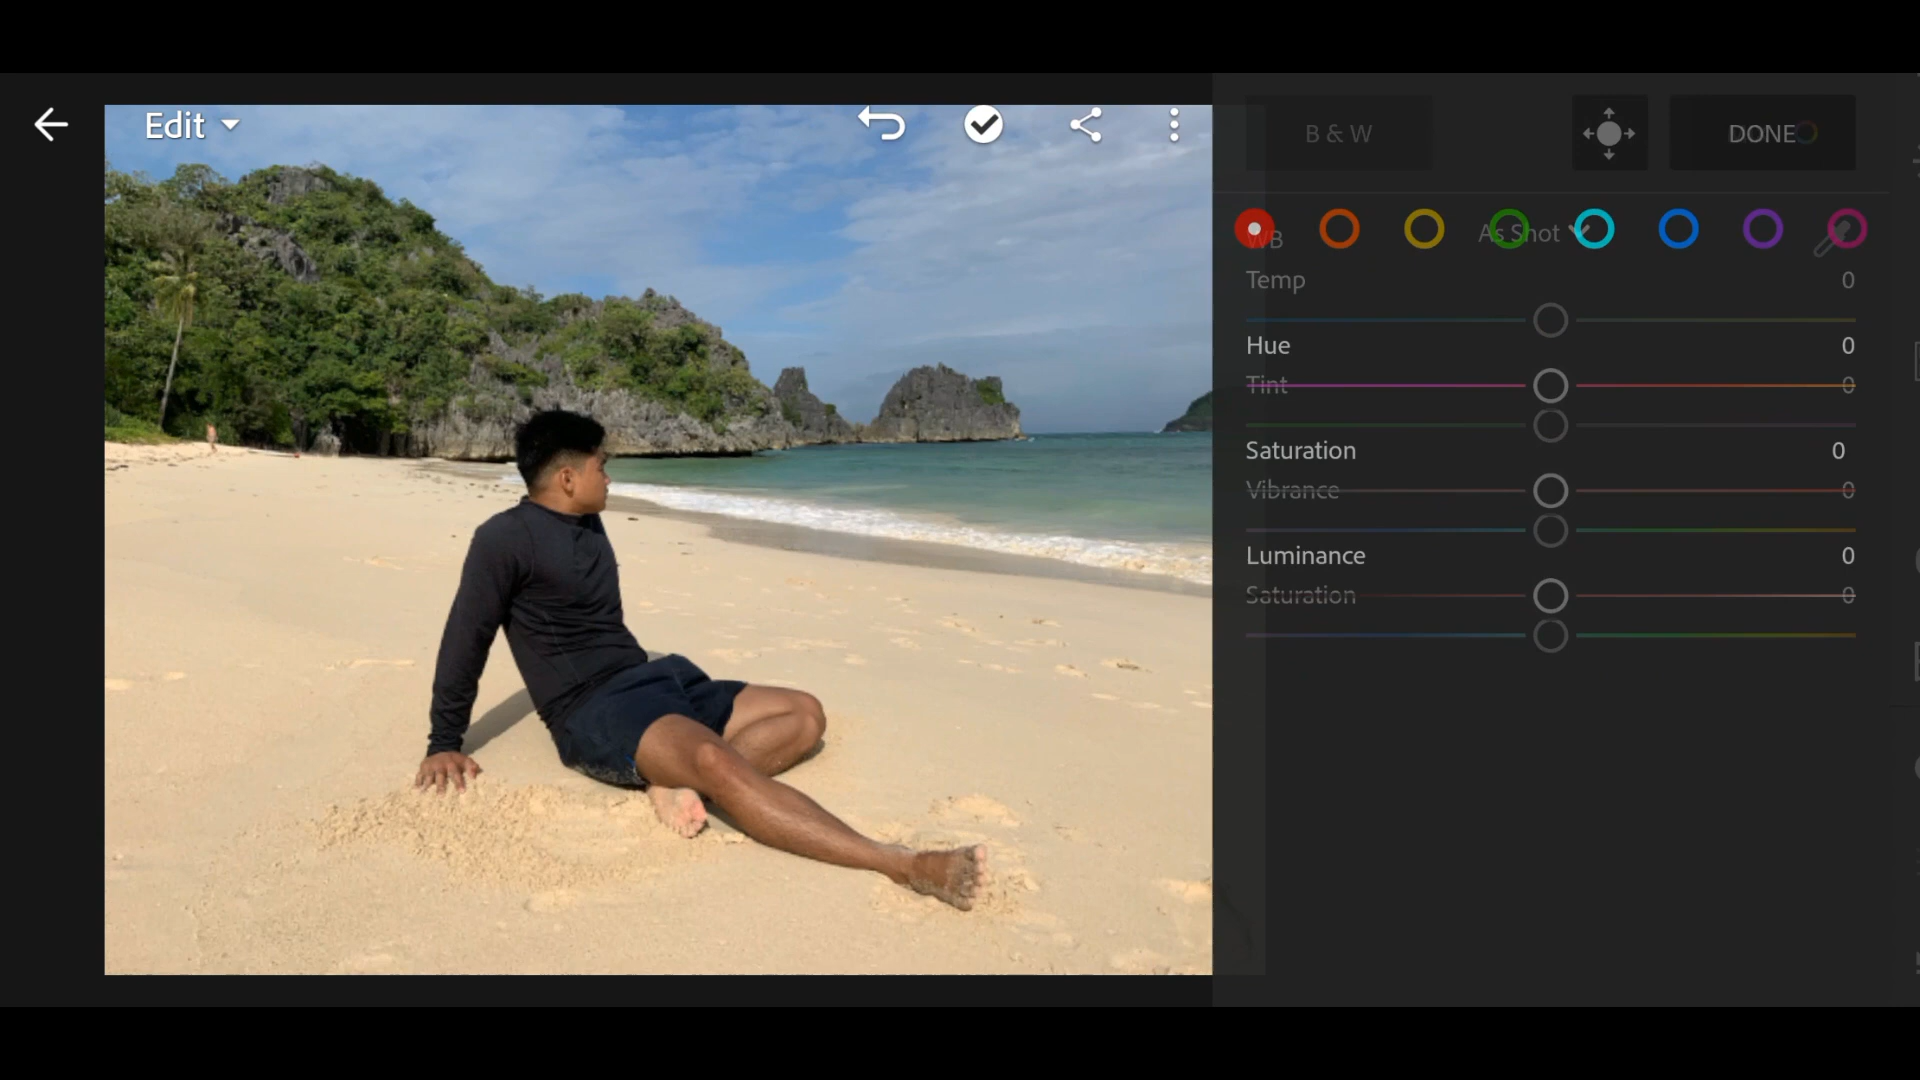 Edit
B & W
DONE
WB
As Shot
Temp 0
Hue 0
Tint 0
Saturation 0
Vibrance 0
Luminance 0
Saturation 0